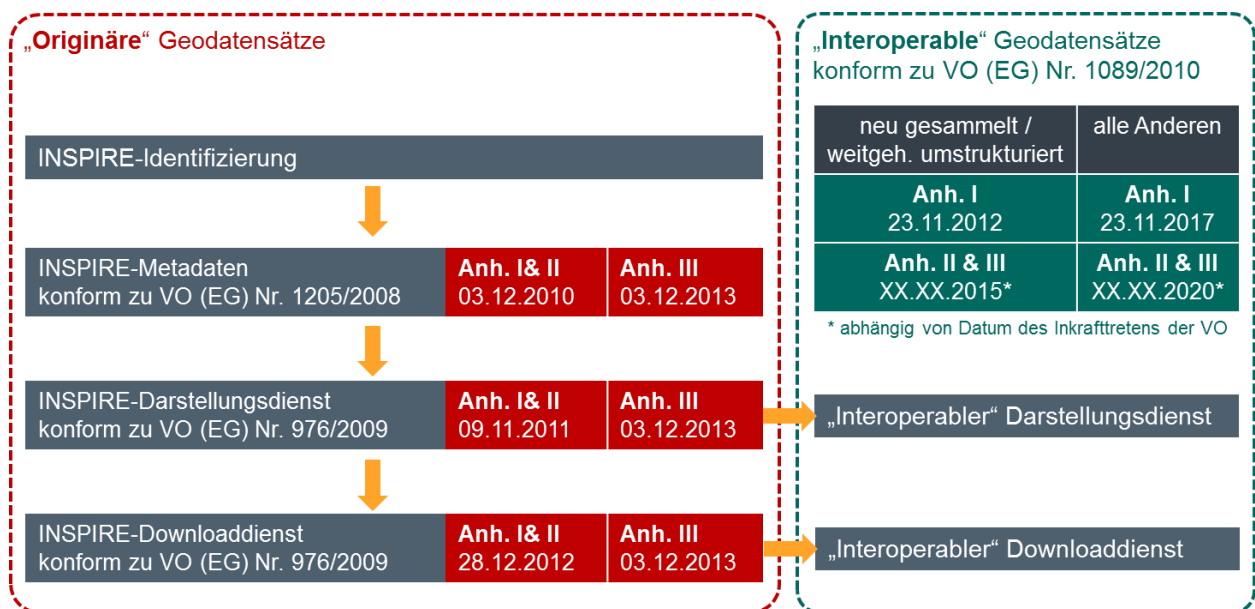 „Originäre“ Geodatensätze
INSPIRE-Identifizierung
INSPIRE-Metadaten
konform zu VO (EG) Nr. 1205/2008
Anh. I& II
03.12.2010
Anh. III
03.12.2013
INSPIRE-Darstellungsdienst
konform zu VO (EG) Nr. 976/2009
Anh. I& II
09.11.2011
Anh. III
03.12.2013
INSPIRE-Downloaddienst
konform zu VO (EG) Nr. 976/2009
Anh. I& II
28.12.2012
Anh. III
03.12.2013
„Interoperable“ Geodatensätze
konform zu VO (EG) Nr. 1089/2010
neu gesammelt /
weitgeh. umstrukturiert
alle Anderen
Anh. I
23.11.2012
Anh. I
23.11.2017
Anh. II & III
XX.XX.2015*
Anh. II & III
XX.XX.2020*
* abhängig von Datum des Inkrafttretens der VO
„Interoperabler“ Darstellungsdienst
„Interoperabler“ Downloaddienst